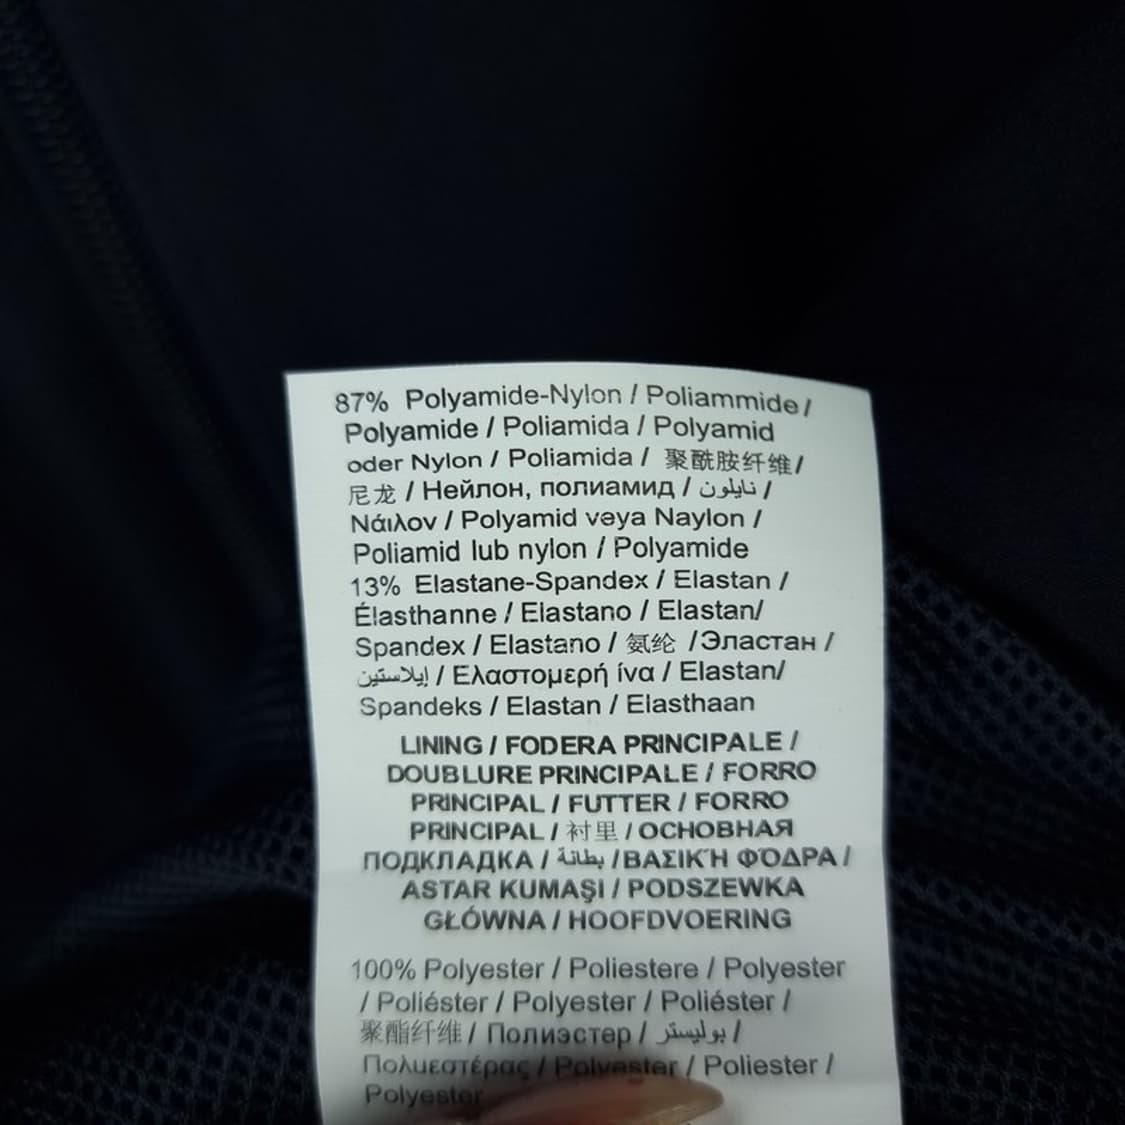 87% Polyamide-Nylon / Poliammide /
Polyamide / Poliamida / Polyamid
oder Nylon / Poliamida / 聚酰胺纤维/
尼龙 / Нейлон, полиамид / نايلون /
Νάιλον / Polyamid veya Naylon /
Poliamid lub nylon / Polyamide
13% Elastane-Spandex / Elastan /
Élasthanne / Elastano / Elastan/
Spandex / Elastano / 氨纶 /Эластан /
إيلاستين / Ελαστομερή ίνα / Elastan/
Spandeks / Elastan / Elasthaan
LINING / FODERA PRINCIPALE /
DOUBLURE PRINCIPALE / FORRO
PRINCIPAL / FUTTER / FORRO
PRINCIPAL / 衬里 / ОСНОВНАЯ
ПОДКЛАДКА / بطانة /ΒΑΣΙΚΉ ΦΌΔΡΑ /
ASTAR KUMAŞI / PODSZEWKA
GŁÓWNA / HOOFDVOERING
100% Polyester / Poliestere / Polyester
/ Poliéster / Polyester / Poliéster /
聚酯纤维 / Полиэстер / بوليستر /
Πολυεστέρας / Polyester / Poliester /
Polyester